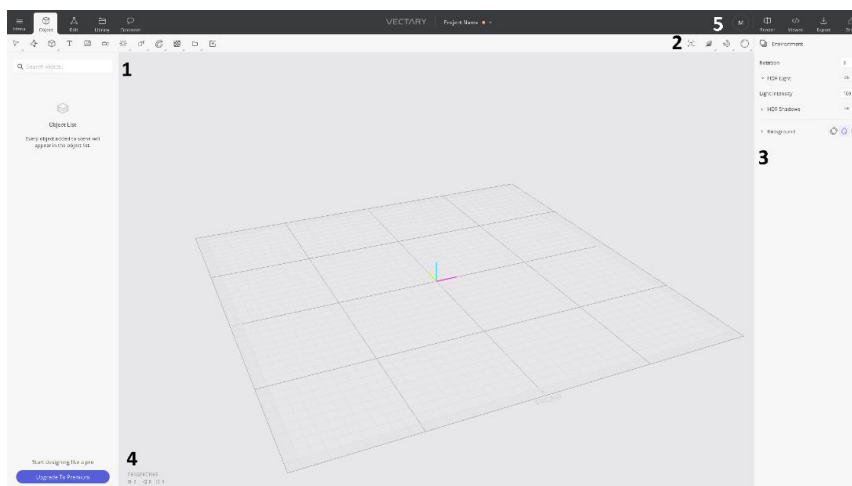 VECTARY
Project Name
5
M
Menu
Object
Edit
Library
Comment
Render
Viewer
Export
T
2
Search object...
1
Environment
Rotation
HDR Light
Light Intensity
100
HDR Shadows
Background
3
Object List
Every object added to scene will
appear in the object list.
4
PERSPECTIVE
Start designing like a pro
Upgrade To Premium